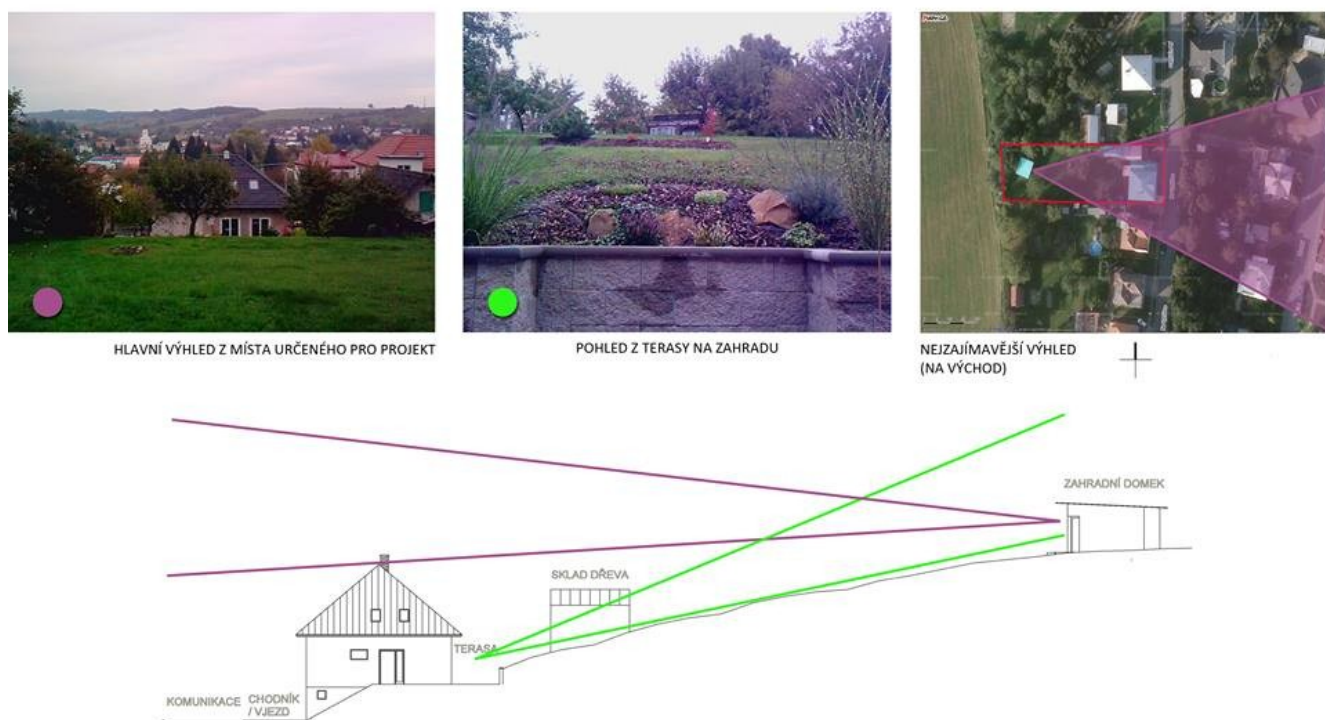 HLAVNÍ VÝHLED Z MÍSTA URČENÉHO PRO PROJEKT
POHLED Z TERASY NA ZAHRADU
NEJZAJÍMAVĚJŠÍ VÝHLED
(NA VÝCHOD)
ZAHRADNÍ DOMEK
SKLAD DŘEVA
TERASA
KOMUNIKACE
CHODNÍK
/ VJEZD